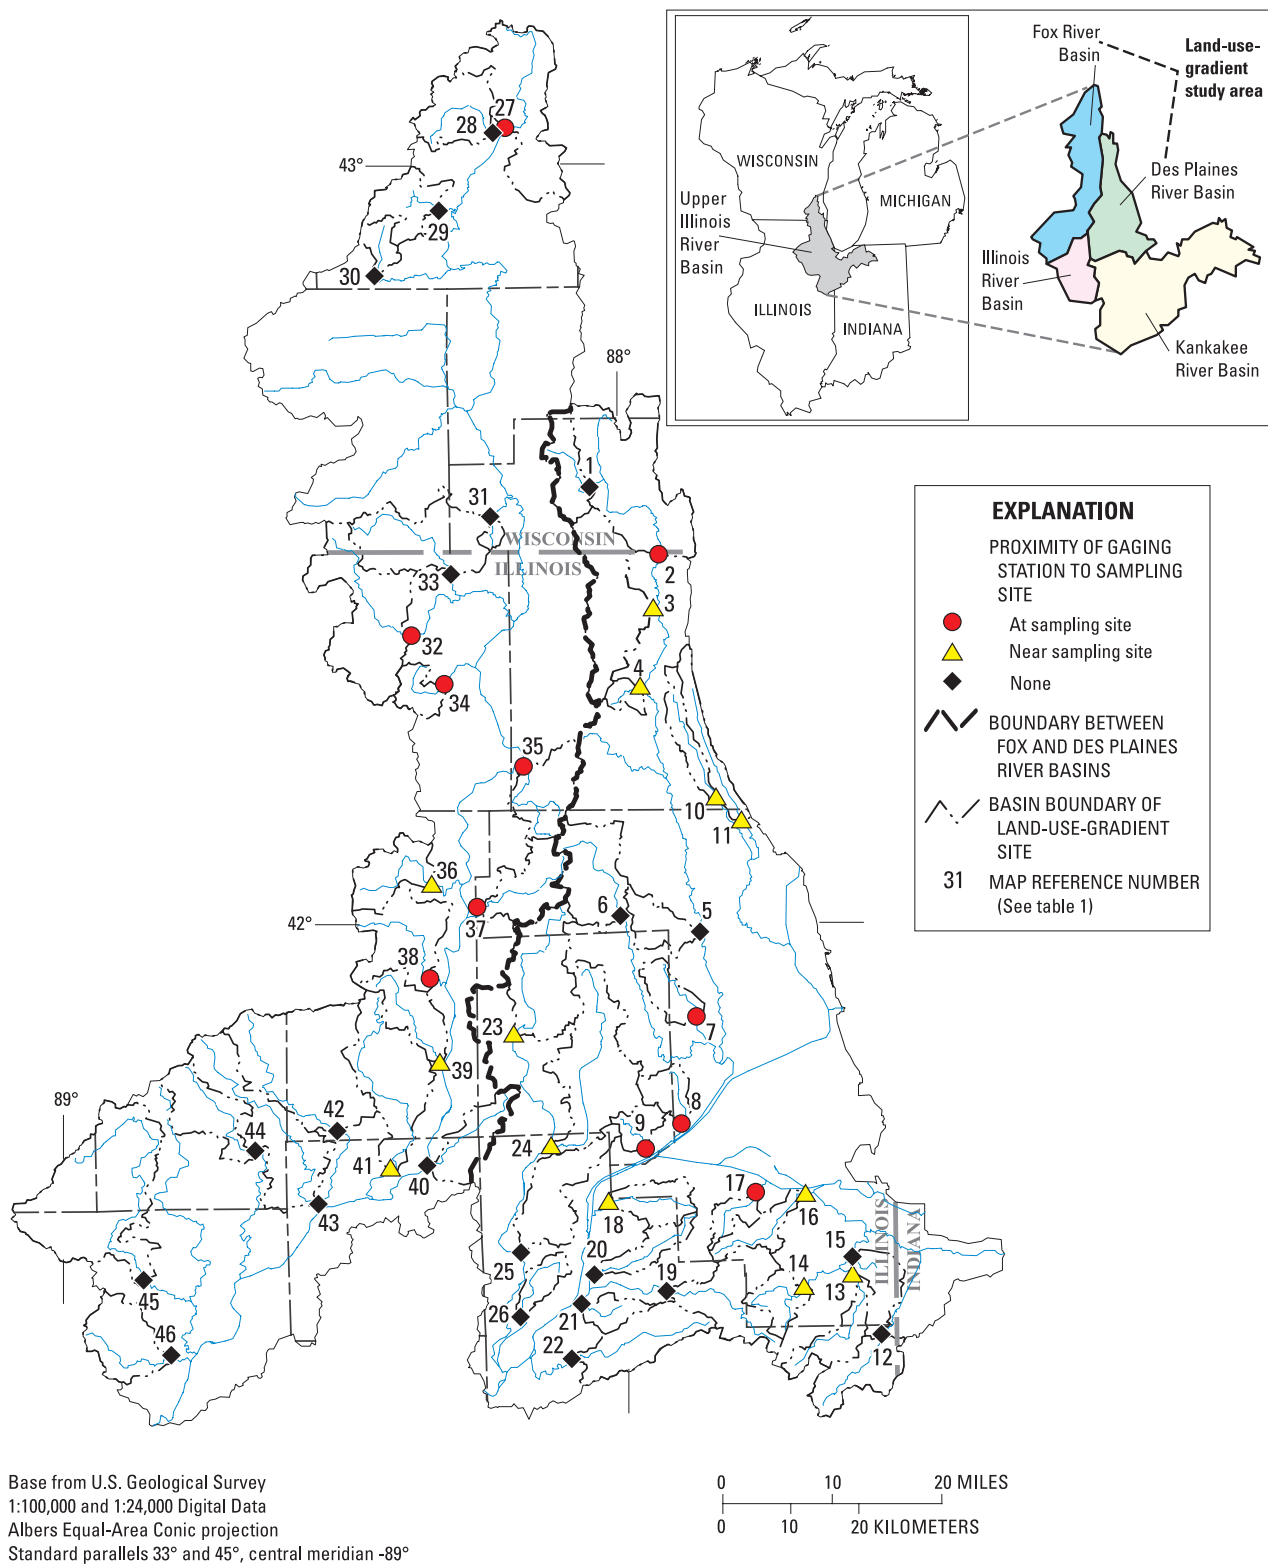 Fox River
Basin
Land-use-
gradient
study area
WISCONSIN
MICHIGAN
Upper
Illinois
River
Basin
ILLINOIS
INDIANA
Des Plaines
River Basin
Illinois
River
Basin
Kankakee
River Basin
27
28
43°
29
30
88°
1
31
WISCONSIN
ILLINOIS
2
33
3
32
4
34
35
10
11
36
6
5
37
42°
38
7
23
39
89°
8
9
42
44
24
41
40
17
16
18
43
ILLINOIS
INDIANA
15
20
19
14
13
25
45
26
21
22
12
46
EXPLANATION
PROXIMITY OF GAGING
STATION TO SAMPLING
SITE
At sampling site
Near sampling site
None
BOUNDARY BETWEEN
FOX AND DES PLAINES
RIVER BASINS
BASIN BOUNDARY OF
LAND-USE-GRADIENT
SITE
31 MAP REFERENCE NUMBER
(See table 1)
Base from U.S. Geological Survey
1:100,000 and 1:24,000 Digital Data
Albers Equal-Area Conic projection
Standard parallels 33° and 45°, central meridian -89°
0 10 20 MILES
0 10 20 KILOMETERS